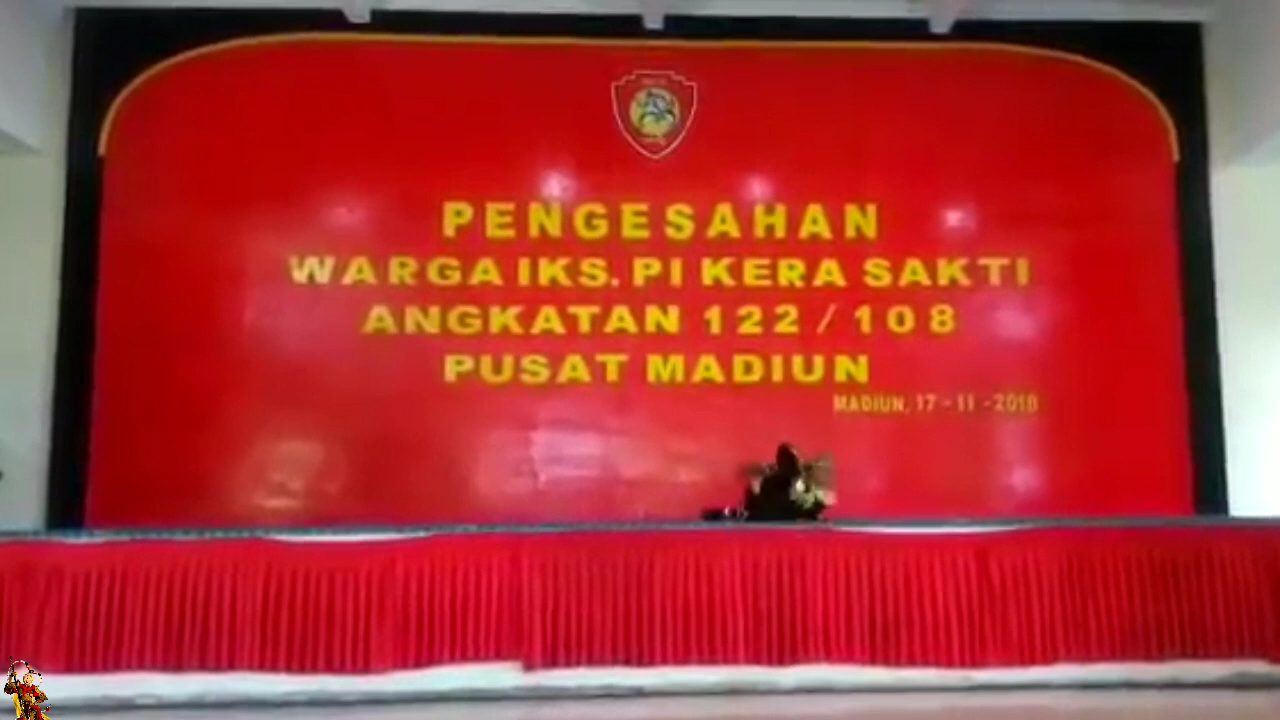 PENGESAHAN
WARGA IKS. PI KERA SAKTI
ANGKATAN 122 / 108
PUSAT MADIUN
MADIUN, 17 - 11 - 2018